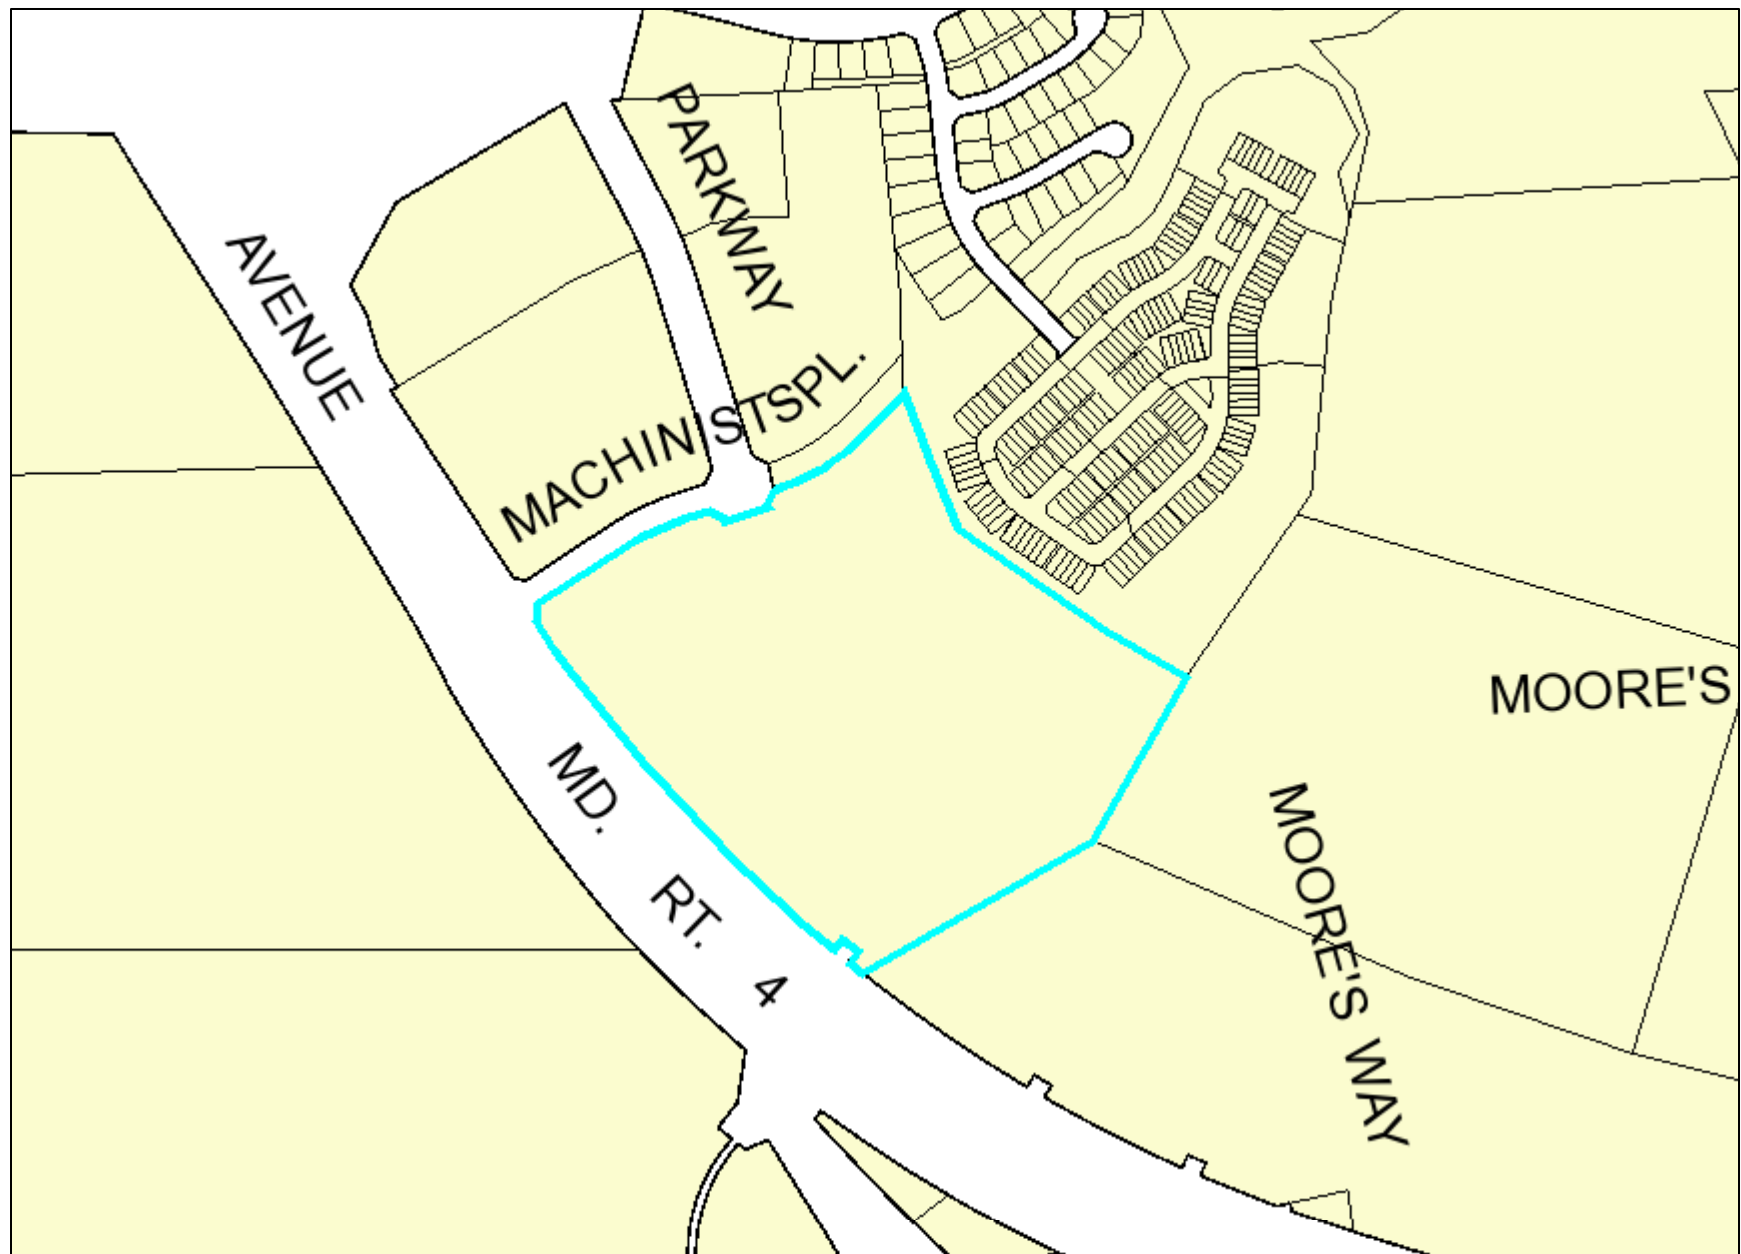 PARKWAY
AVENUE
MACHINISTSPL.
MOORE'S
MD. RT. 4
MOORE'S WAY